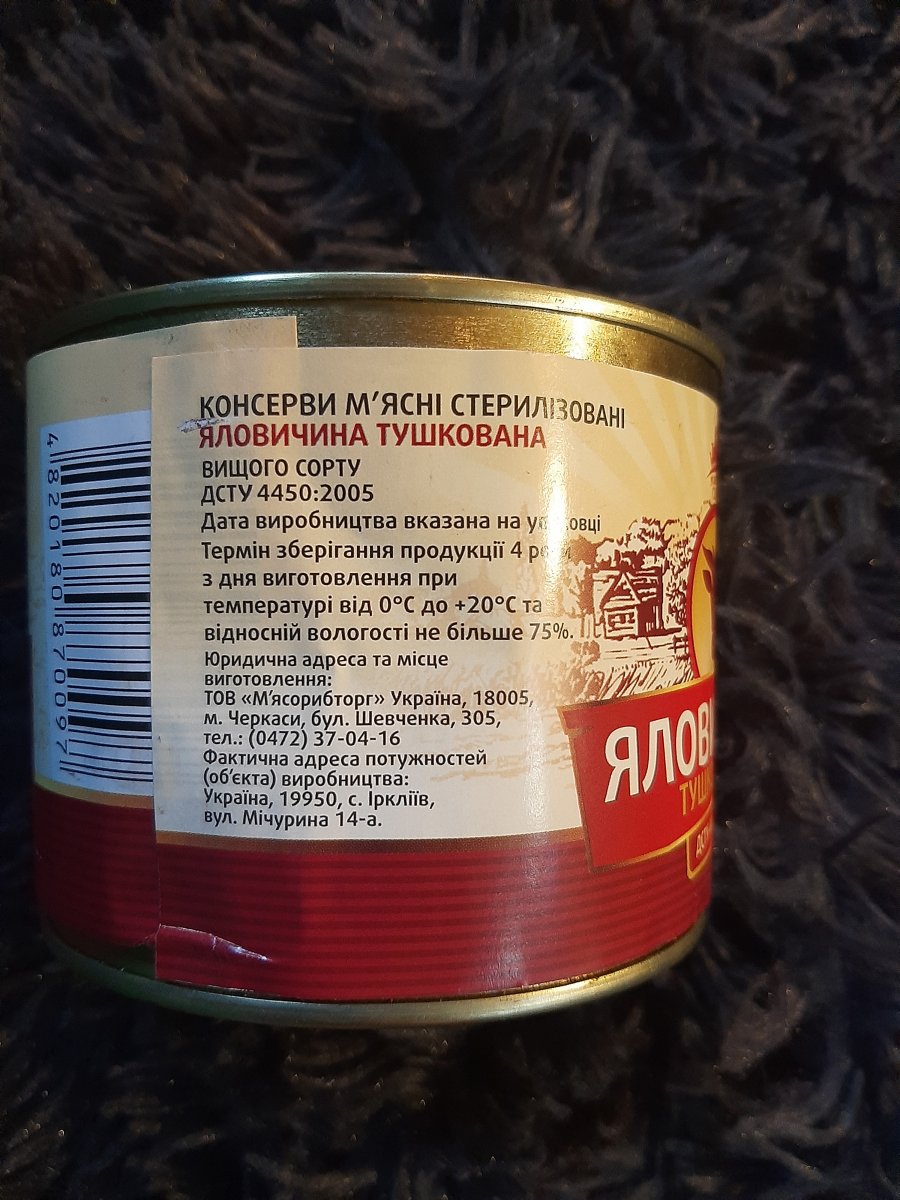 КОНСЕРВИ М'ЯСНІ СТЕРИЛІЗОВАНІ
ЯЛОВИЧИНА ТУШКОВАНА
ВИЩОГО СОРТУ
ДСТУ 4450:2005
Дата виробництва вказана на упаковці
Термін зберігання продукції 4 роки
з дня виготовлення при
температурі від 0°С до +20°С та
відносній вологості не більше 75%.
Юридична адреса та місце
виготовлення:
ТОВ «М'ясорибторг» Україна, 18005,
м. Черкаси, бул. Шевченка, 305,
тел.: (0472) 37-04-16
Фактична адреса потужностей
(об'єкта) виробництва:
Україна, 19950, с. Іркліїв,
вул. Мічурина 14-а.
4 820180 870097
ЯЛОВ
ТУШ